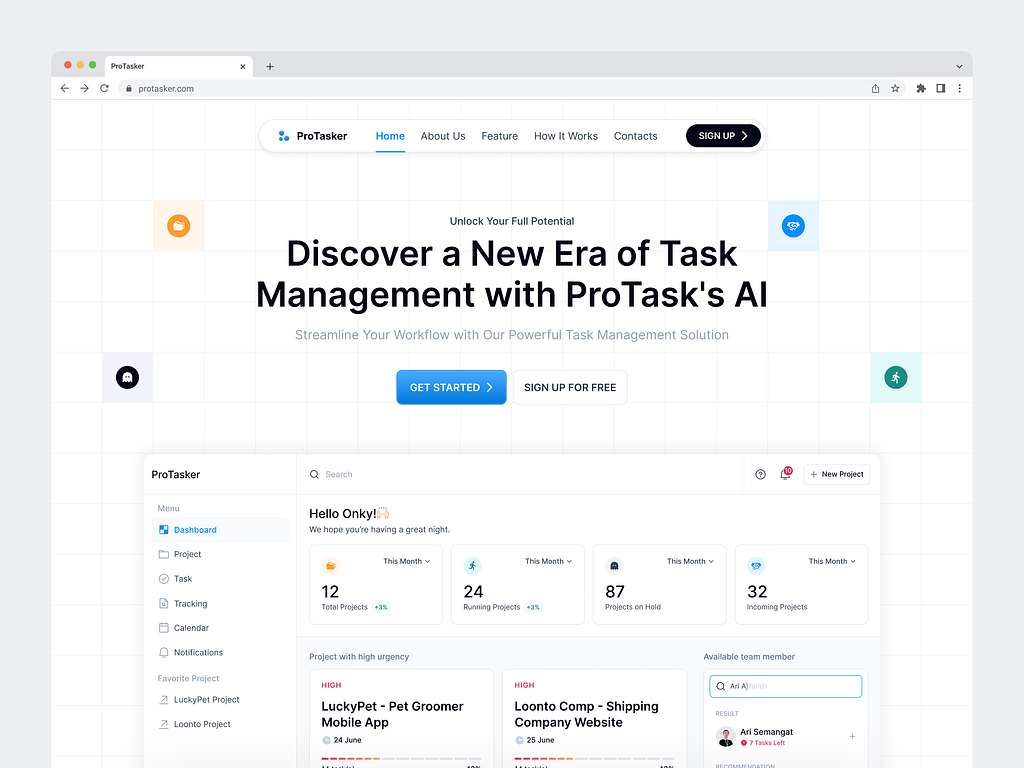 ProTasker
protasker.com
ProTasker
Home
About Us
Feature
How It Works
Contacts
SIGN UP
Unlock Your Full Potential
Discover a New Era of Task
Management with ProTask's AI
Streamline Your Workflow with Our Powerful Task Management Solution
GET STARTED
SIGN UP FOR FREE
ProTasker
Search
10
+ New Project
Menu
Dashboard
Project
Task
Tracking
Calendar
Notifications
Favorite Project
LuckyPet Project
Loonto Project
Hello Onky!🙌🏻
We hope you're having a great night.
This Month
12
Total Projects +3%
This Month
24
Running Projects +3%
This Month
87
Projects on Hold
This Month
32
Incoming Projects
Project with high urgency
HIGH
LuckyPet - Pet Groomer
Mobile App
24 June
HIGH
Loonto Comp - Shipping
Company Website
25 June
Available team member
Ari A
RESULT
Ari Semangat
7 Tasks Left
RECOMMENDATION